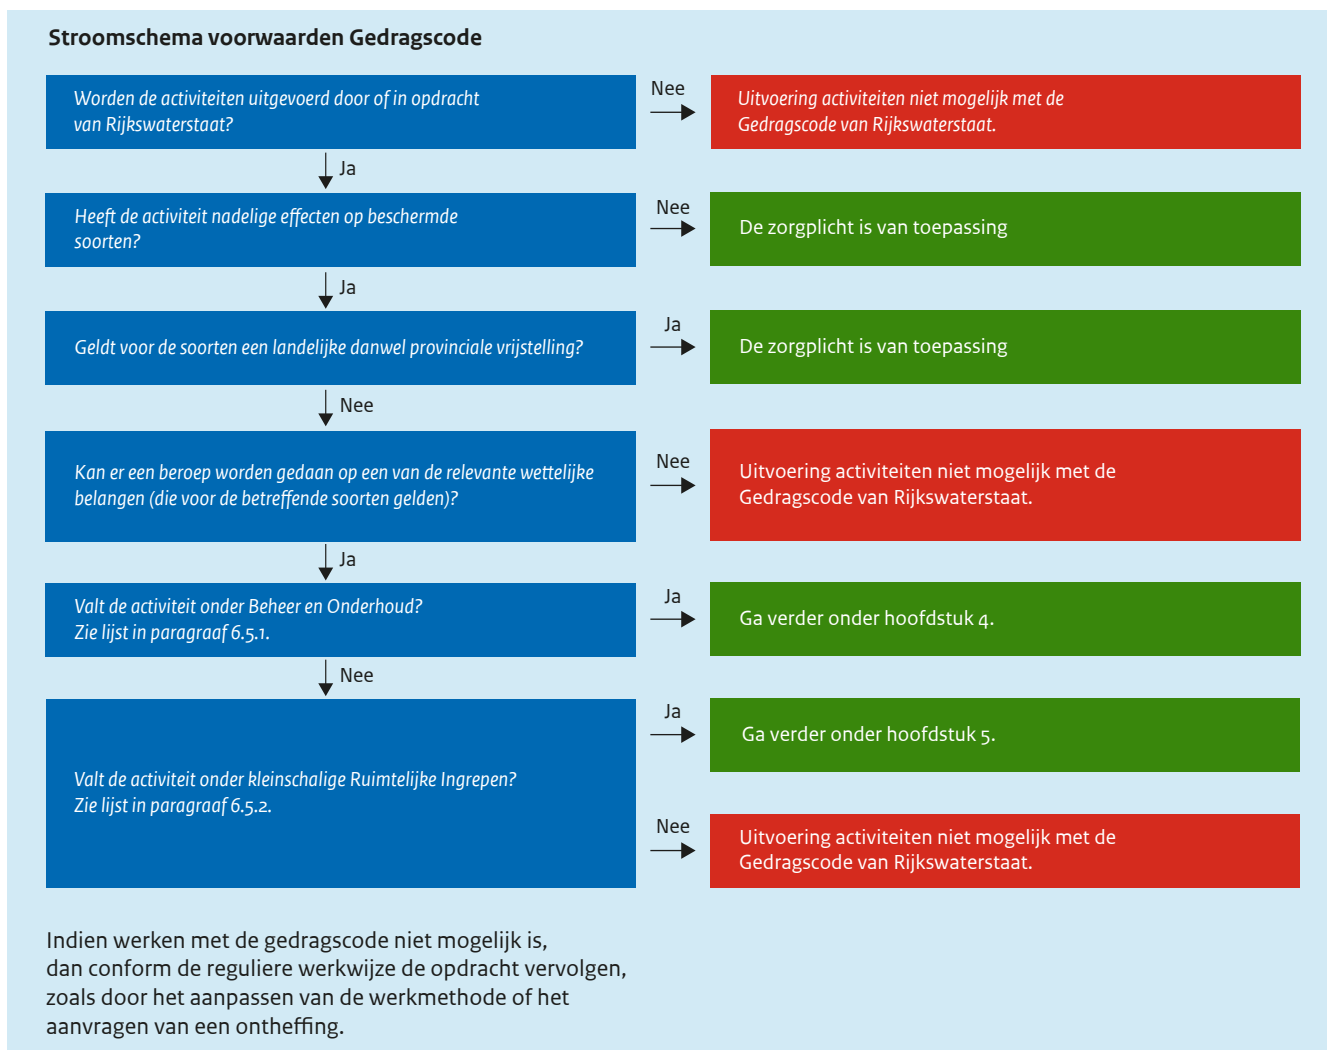 Stroomschema voorwaarden Gedragscode
Worden de activiteiten uitgevoerd door of in opdracht
van Rijkswaterstaat?
Nee
Uitvoering activiteiten niet mogelijk met de
Gedragscode van Rijkswaterstaat.
Ja
Heeft de activiteit nadelige effecten op beschermde
soorten?
Nee
De zorgplicht is van toepassing
Ja
Geldt voor de soorten een landelijke danwel provinciale vrijstelling?
Ja
De zorgplicht is van toepassing
Nee
Kan er een beroep worden gedaan op een van de relevante wettelijke
belangen (die voor de betreffende soorten gelden)?
Nee
Uitvoering activiteiten niet mogelijk met de
Gedragscode van Rijkswaterstaat.
Ja
Valt de activiteit onder Beheer en Onderhoud?
Zie lijst in paragraaf 6.5.1.
Ja
Ga verder onder hoofdstuk 4.
Nee
Valt de activiteit onder kleinschalige Ruimtelijke Ingrepen?
Zie lijst in paragraaf 6.5.2.
Ja
Ga verder onder hoofdstuk 5.
Nee
Uitvoering activiteiten niet mogelijk met de
Gedragscode van Rijkswaterstaat.
Indien werken met de gedragscode niet mogelijk is,
dan conform de reguliere werkwijze de opdracht vervolgen,
zoals door het aanpassen van de werkmethode of het
aanvragen van een ontheffing.